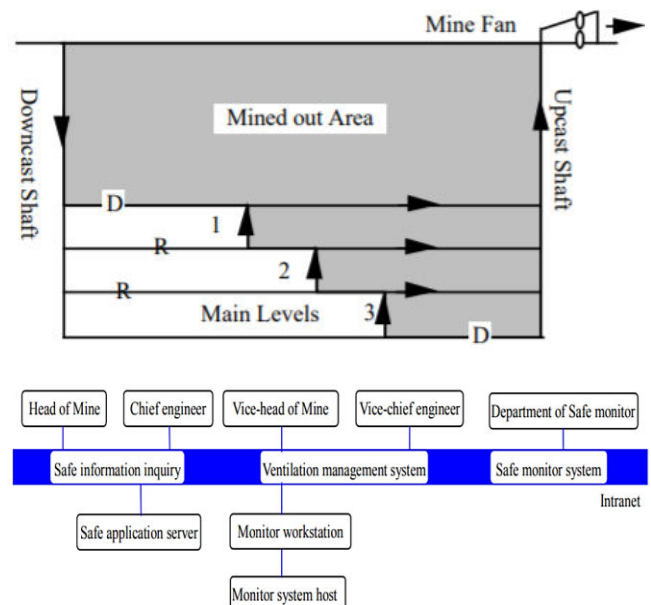 Mine Fan
Downcast Shaft
Upcast Shaft
Mined out Area
D
1
R
2
R
Main Levels
3
D
Head of Mine
Chief engineer
Vice-head of Mine
Vice-chief engineer
Department of Safe monitor
Safe information inquiry
Ventilation management system
Safe monitor system
Intranet
Safe application server
Monitor workstation
Monitor system host